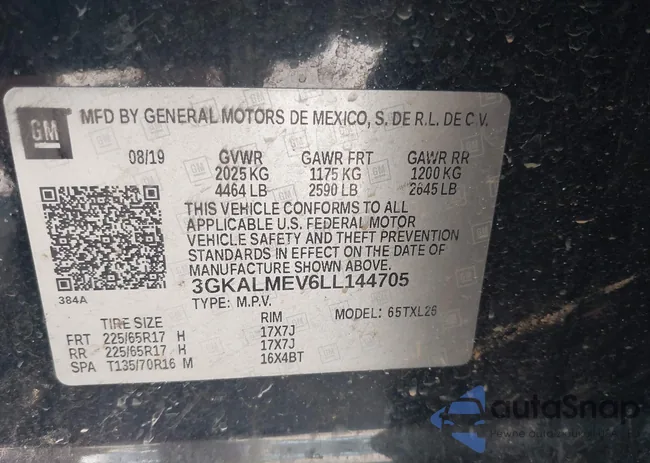 GM
MFD BY GENERAL MOTORS DE MEXICO, S. DE R.L. DE C.V.
08/19 GVWR GAWR FRT GAWR RR
2025 KG 1175 KG 1200 KG
4464 LB 2590 LB 2645 LB
THIS VEHICLE CONFORMS TO ALL
APPLICABLE U.S. FEDERAL MOTOR
VEHICLE SAFETY AND THEFT PREVENTION
STANDARDS IN EFFECT ON THE DATE OF
MANUFACTURE SHOWN ABOVE.
384A
3GKALMEV6LL144705
TYPE: M.P.V. MODEL: 65TXL26
TIRE SIZE RIM
FRT 225/65R17 H 17X7J
RR 225/65R17 H 17X7J
SPA T135/70R16 M 16X4BT
autoSnap
Pewne auto